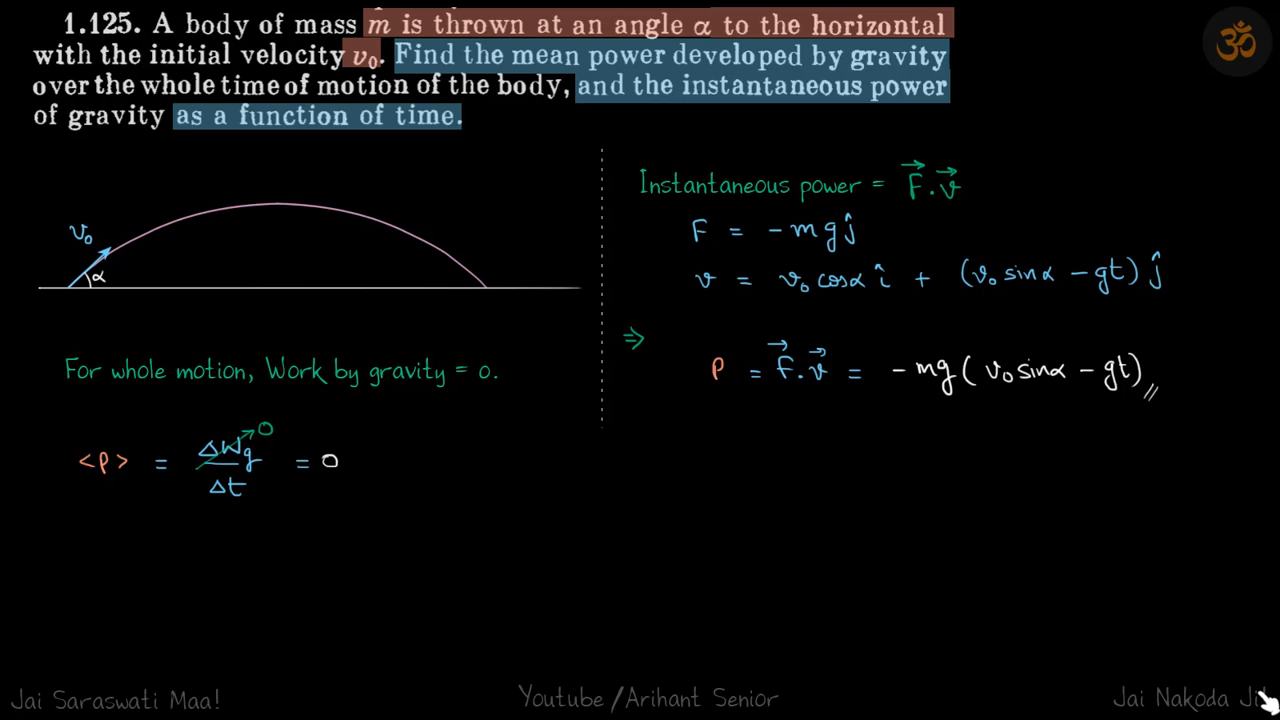 1.125. A body of mass m is thrown at an angle α to the horizontal
with the initial velocity v₀. Find the mean power developed by gravity
over the whole time of motion of the body, and the instantaneous power
of gravity as a function of time.
v₀
α
For whole motion, Work by gravity = 0.
<P> = ΔWg/Δt = 0
0
Instantaneous power = F⃗.v⃗
F = -mgĵ
v = v₀ cosα î + (v₀ sinα - gt) ĵ
⇒ P = F⃗.v⃗ = -mg(v₀ sinα - gt)
ॐ
Jai Saraswati Maa!
Youtube /Arihant Senior
Jai Nakoda Ji!